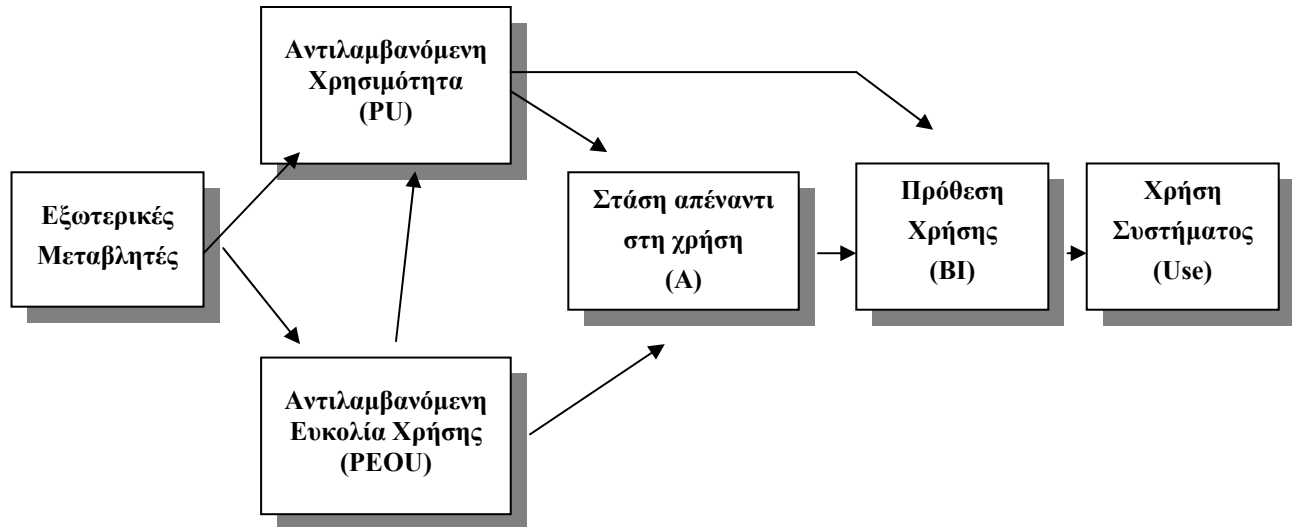 Αντιλαμβανόμενη
Χρησιμότητα
(PU)
Εξωτερικές
Μεταβλητές
Στάση απέναντι
στη χρήση
(A)
Πρόθεση
Χρήσης
(BI)
Χρήση
Συστήματος
(Use)
Αντιλαμβανόμενη
Ευκολία Χρήσης
(PEOU)